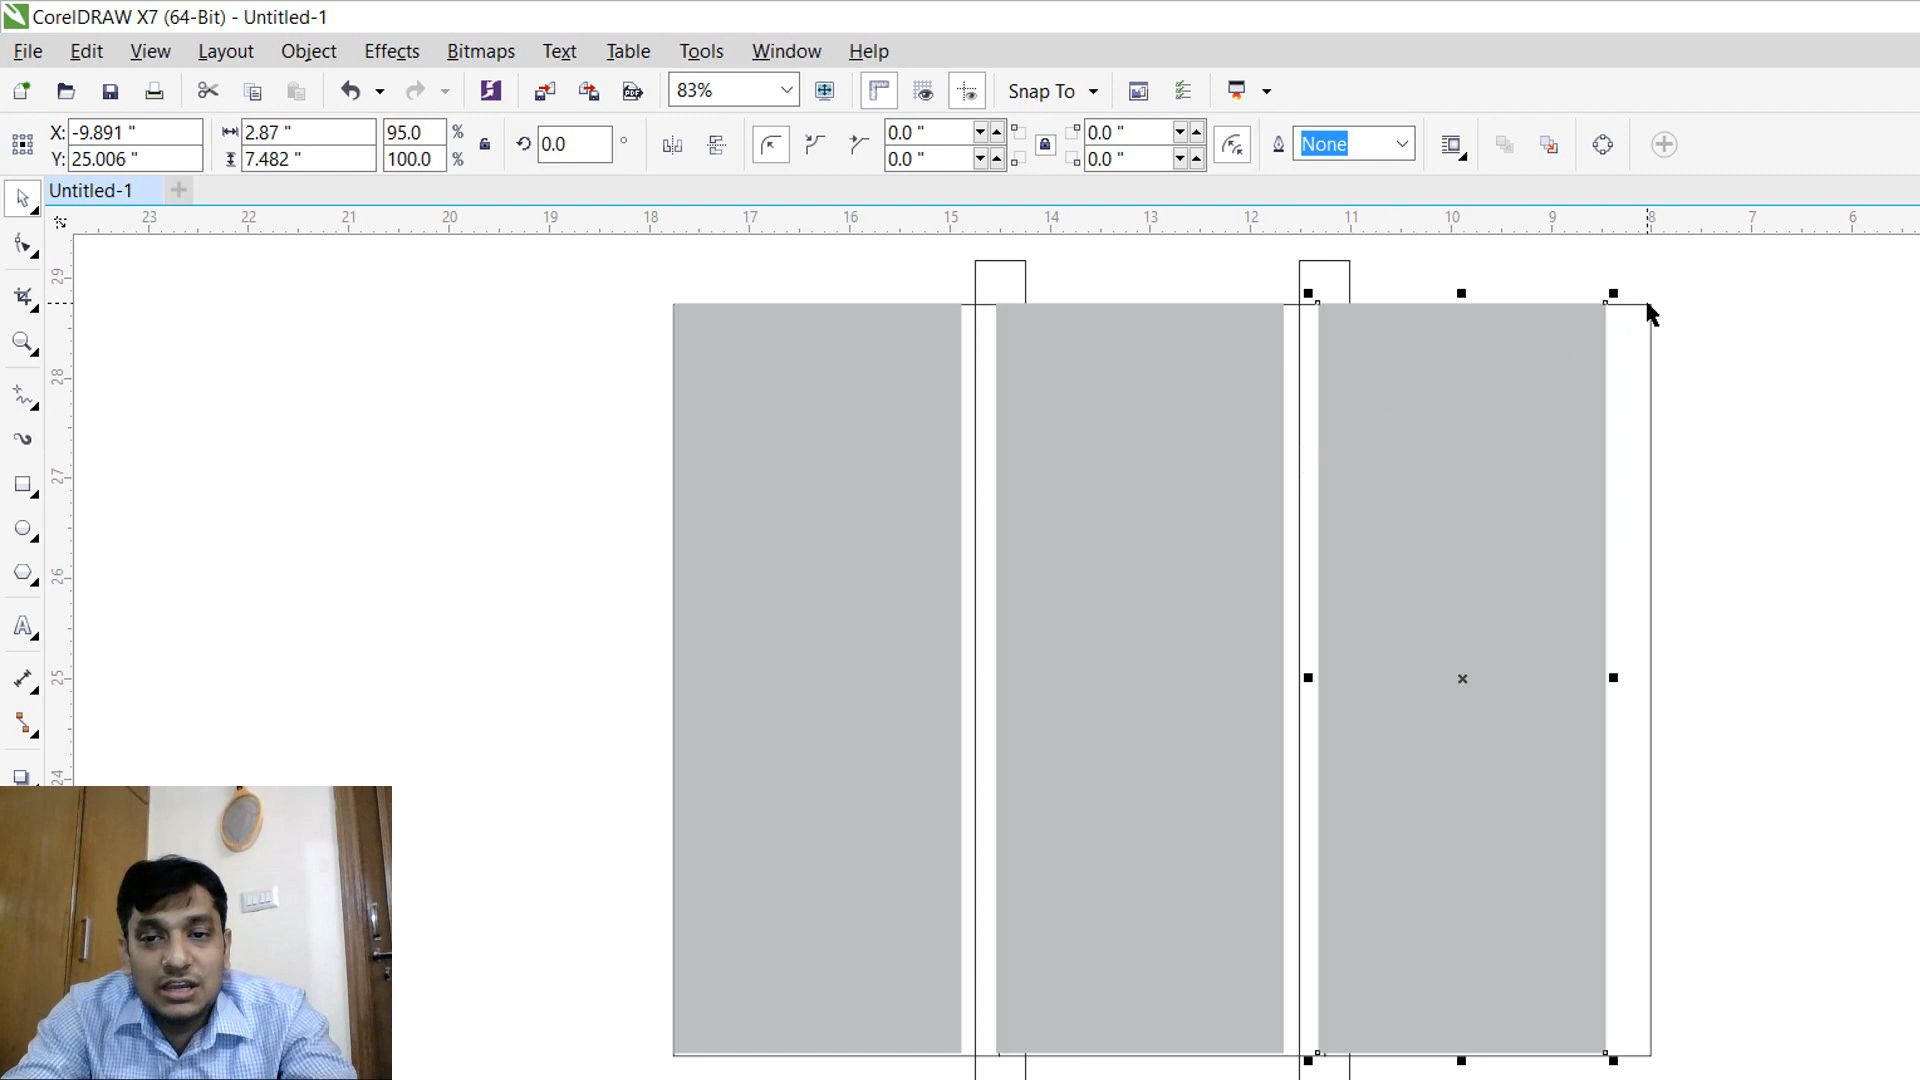 CorelDRAW X7 (64-Bit) - Untitled-1
File Edit View Layout Object Effects Bitmaps Text Table Tools Window Help
PDF 83% Snap To
X: -9.891 " 2.87 " 95.0 % 0.0 ° 0.0 " 0.0 " None
Y: 25.006 " 7.482 " 100.0 % 0.0 " 0.0 "
Untitled-1
23 22 21 20 19 18 17 16 15 14 13 12 11 10 9 8 7 6
29
28
27
26
25
24